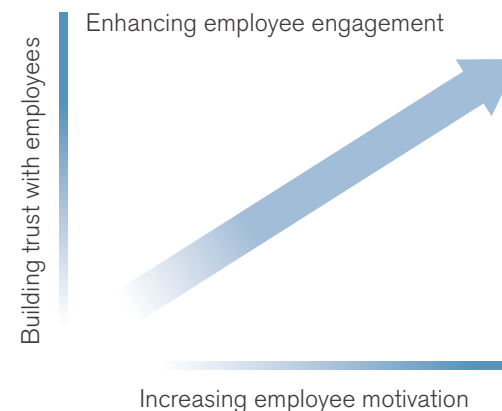 Enhancing employee engagement
Building trust with employees
Increasing employee motivation